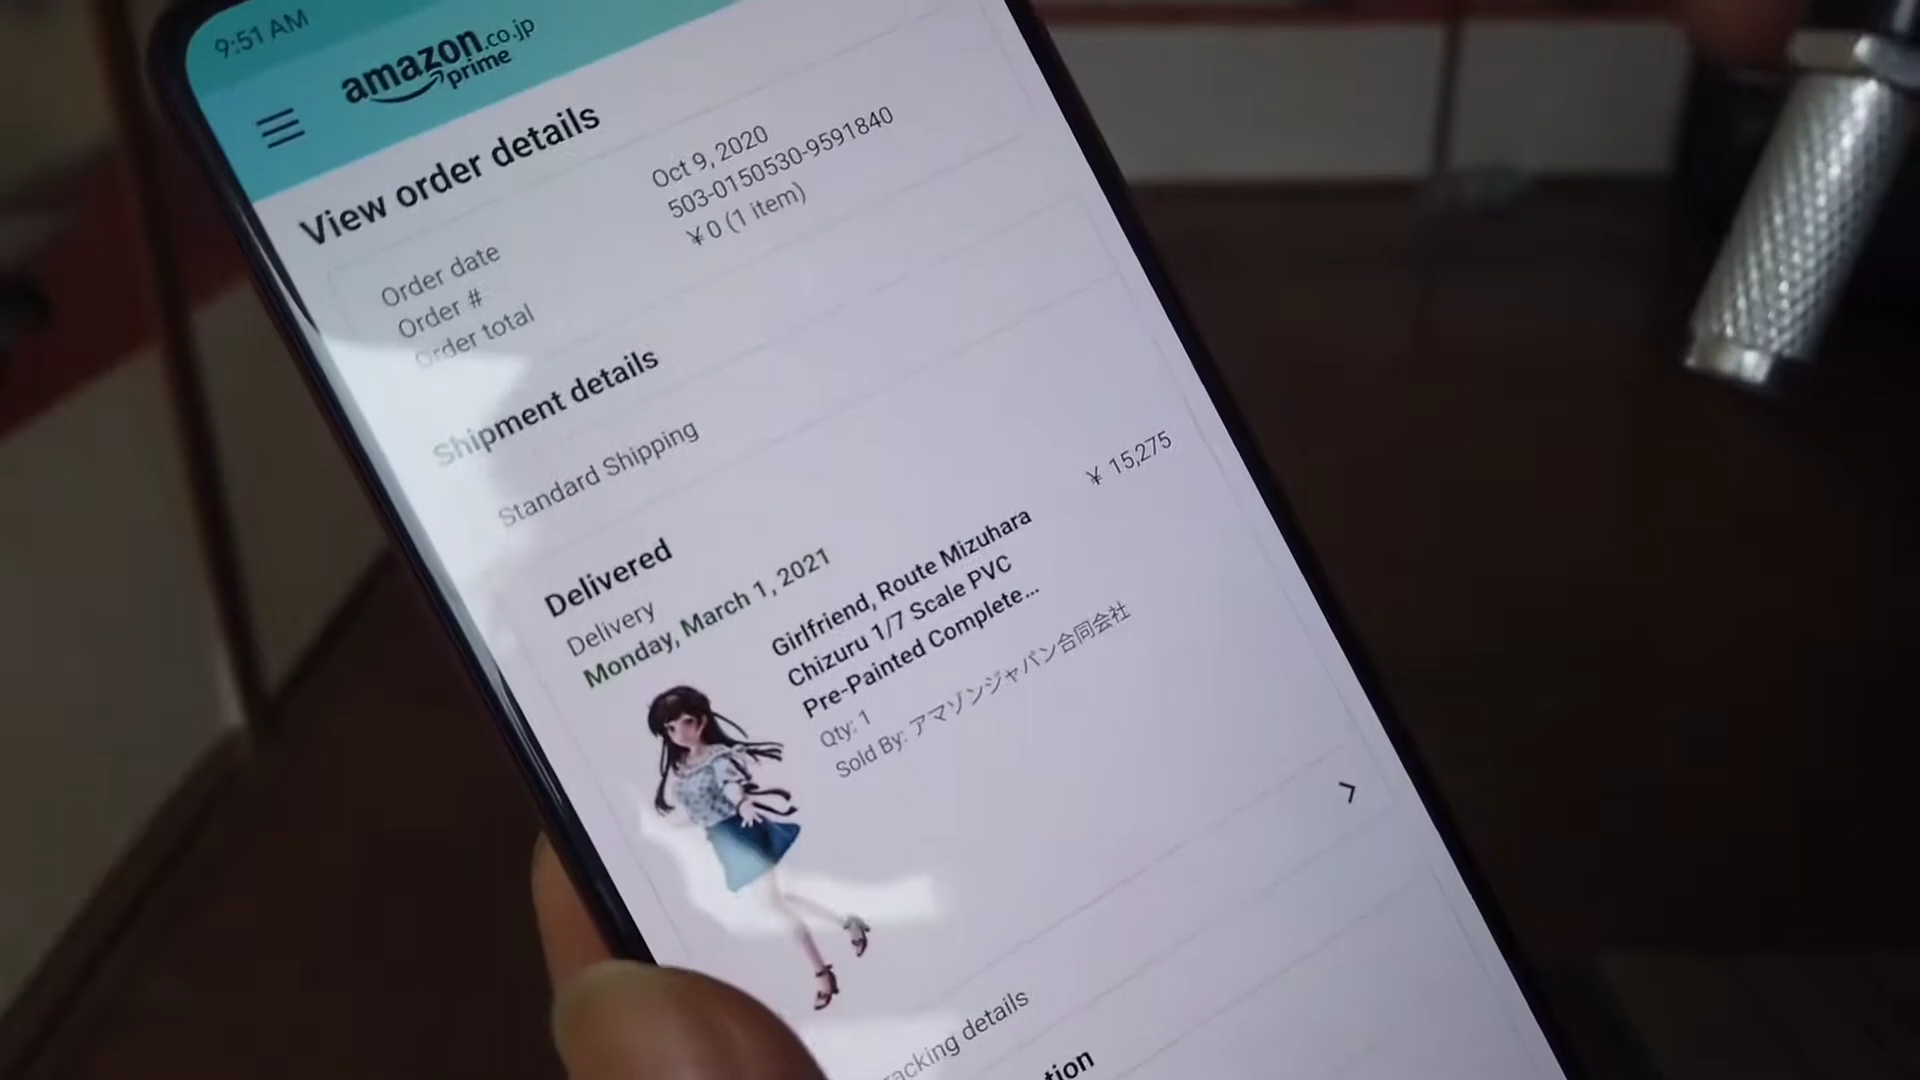 9:51 AM
amazon.co.jp
prime
View order details
Order date Oct 9, 2020
Order # 503-0150530-9591840
Order total ¥ 0 (1 item)
Shipment details
Standard Shipping
Delivered
Delivery
Monday, March 1, 2021
Girlfriend, Route Mizuhara
Chizuru 1/7 Scale PVC
Pre-Painted Complete...
¥ 15,275
Qty: 1
Sold By: アマゾンジャパン合同会社
racking details
tion